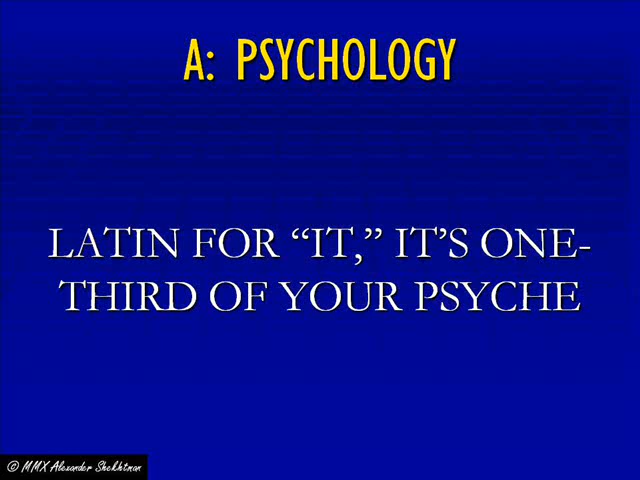 A: PSYCHOLOGY
LATIN FOR “IT,” IT’S ONE-
THIRD OF YOUR PSYCHE
© MMX Alexander Shekhtman